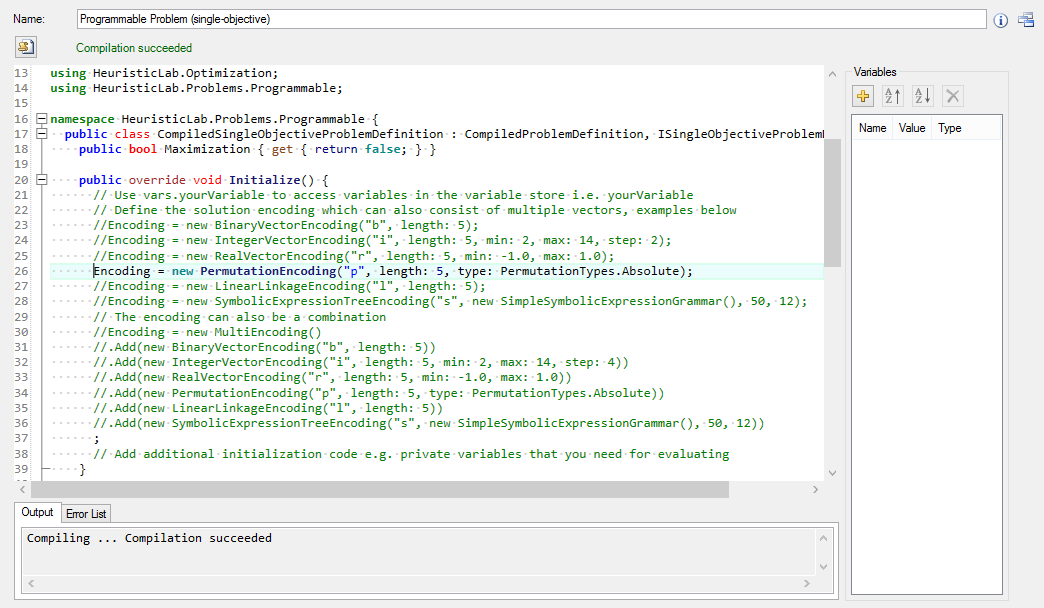 Name: Programmable Problem (single-objective)
Compilation succeeded
13 using HeuristicLab.Optimization;
14 using HeuristicLab.Problems.Programmable;
15
16 namespace HeuristicLab.Problems.Programmable {
17 public class CompiledSingleObjectiveProblemDefinition : CompiledProblemDefinition, ISingleObjectiveProblem
18 public bool Maximization { get { return false; } }
19
20 public override void Initialize() {
21 // Use vars.yourVariable to access variables in the variable store i.e. yourVariable
22 // Define the solution encoding which can also consist of multiple vectors, examples below
23 //Encoding = new BinaryVectorEncoding("b", length: 5);
24 //Encoding = new IntegerVectorEncoding("i", length: 5, min: 2, max: 14, step: 2);
25 //Encoding = new RealVectorEncoding("r", length: 5, min: -1.0, max: 1.0);
26 Encoding = new PermutationEncoding("p", length: 5, type: PermutationTypes.Absolute);
27 //Encoding = new LinearLinkageEncoding("l", length: 5);
28 //Encoding = new SymbolicExpressionTreeEncoding("s", new SimpleSymbolicExpressionGrammar(), 50, 12);
29 // The encoding can also be a combination
30 //Encoding = new MultiEncoding()
31 //.Add(new BinaryVectorEncoding("b", length: 5))
32 //.Add(new IntegerVectorEncoding("i", length: 5, min: 2, max: 14, step: 4))
33 //.Add(new RealVectorEncoding("r", length: 5, min: -1.0, max: 1.0))
34 //.Add(new PermutationEncoding("p", length: 5, type: PermutationTypes.Absolute))
35 //.Add(new LinearLinkageEncoding("l", length: 5))
36 //.Add(new SymbolicExpressionTreeEncoding("s", new SimpleSymbolicExpressionGrammar(), 50, 12))
37 ;
38 // Add additional initialization code e.g. private variables that you need for evaluating
39 }
Variables
Name Value Type
Output Error List
Compiling ... Compilation succeeded